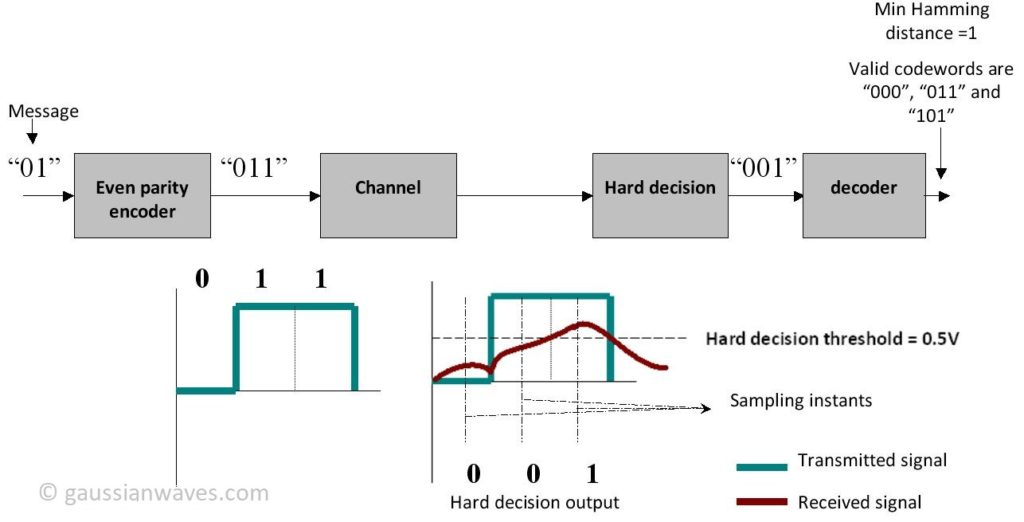 Min Hamming
distance =1
Valid codewords are
“000”, “011” and
“101”
Message
“01”
Even parity
encoder
“011”
Channel
Hard decision
“001”
decoder
0 1 1
Hard decision threshold = 0.5V
Sampling instants
0 0 1
Hard decision output
Transmitted signal
Received signal
© gaussianwaves.com